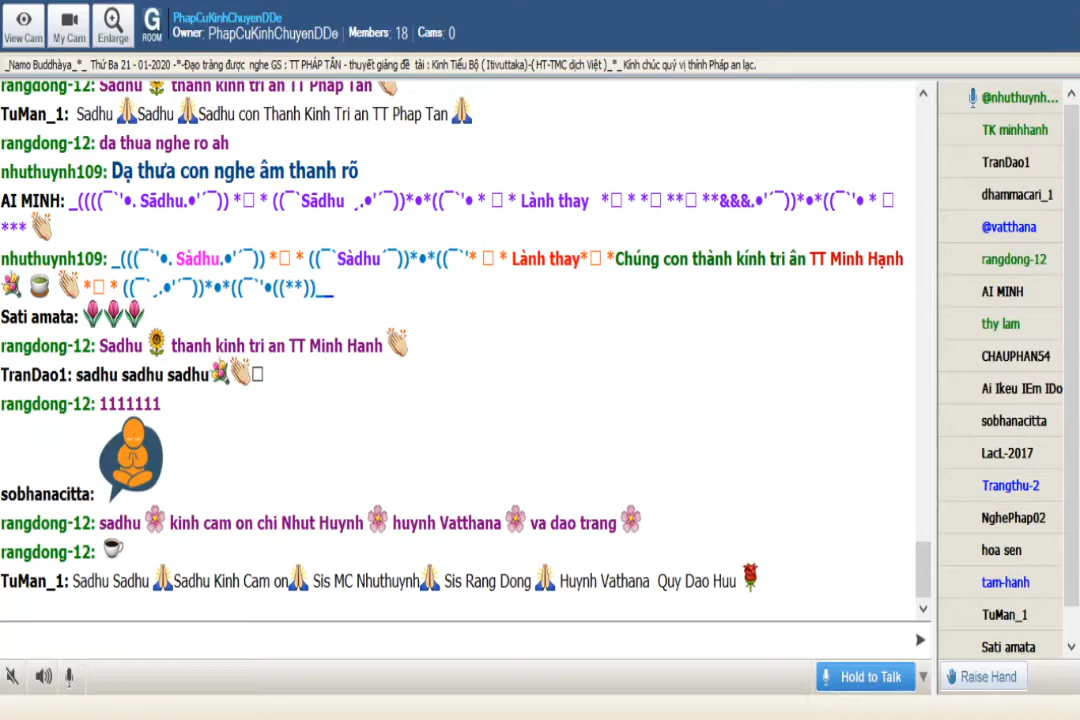 View Cam
My Cam
Enlarge
G
ROOM
PhapCuKinhChuyenDDe
Owner: PhapCuKinhChuyenDDe Members: 18 Cams: 0
_Namo Buddhàya_*_ Thứ Ba 21 - 01-2020 -*-Đạo tràng được nghe GS : TT PHÁP TÂN - thuyết giảng đề tài : Kinh Tiểu Bộ ( Itivuttaka)-( HT-TMC dịch Việt )_*_ Kính chúc quý vị thính Pháp an lạc.
rangdong-12: Sadhu 🌻 thanh kinh tri an TT Phap Tan 👏
TuMan_1: Sadhu 🙏Sadhu 🙏Sadhu con Thanh Kinh Tri an TT Phap Tan 🙏
rangdong-12: da thua nghe ro ah
nhuthuynh109: Dạ thưa con nghe âm thanh rõ
AI MINH: _((((¯`'•. Sādhu.•'´¯)) *□ * ((¯`Sādhu ¸.•'´¯))*•*((¯`'• * □ * Lành thay *□ * *□ **□ **&&&.•'´¯))*•*((¯`'• * □
*** 👏
nhuthuynh109: _(((¯`'•. Sàdhu.•'´¯)) *□ * ((¯`Sàdhu´¯))*•*((¯`'* □ * Lành thay*□ *Chúng con thành kính tri ân TT Minh Hạnh
💐 🍵 👏 *□ * ((¯`¸.•'´¯))*•*((¯`'•((**))__
Sati amata: 🌷🌷🌷
rangdong-12: Sadhu 🌻 thanh kinh tri an TT Minh Hanh 👏
TranDao1: sadhu sadhu sadhu💐👏□
rangdong-12: 1111111
sobhanacitta:
rangdong-12: sadhu 🌸 kinh cam on chi Nhut Huynh 🌸 huynh Vatthana 🌸 va dao trang 🌸
rangdong-12: ☕
TuMan_1: Sadhu Sadhu 🙏Sadhu Kinh Cam on🙏 Sis MC Nhuthuynh🙏 Sis Rang Dong 🙏 Huynh Vathana Quy Dao Huu 🌹
@nhuthuynh...
TK minhhanh
TranDao1
dhammacari_1
@vatthana
rangdong-12
AI MINH
thy lam
CHAUPHAN54
Ai Ikeu IEm IDo
sobhanacitta
LacL-2017
Trangthu-2
NghePhap02
hoa sen
tam-hanh
TuMan_1
Sati amata
Hold to Talk
Raise Hand